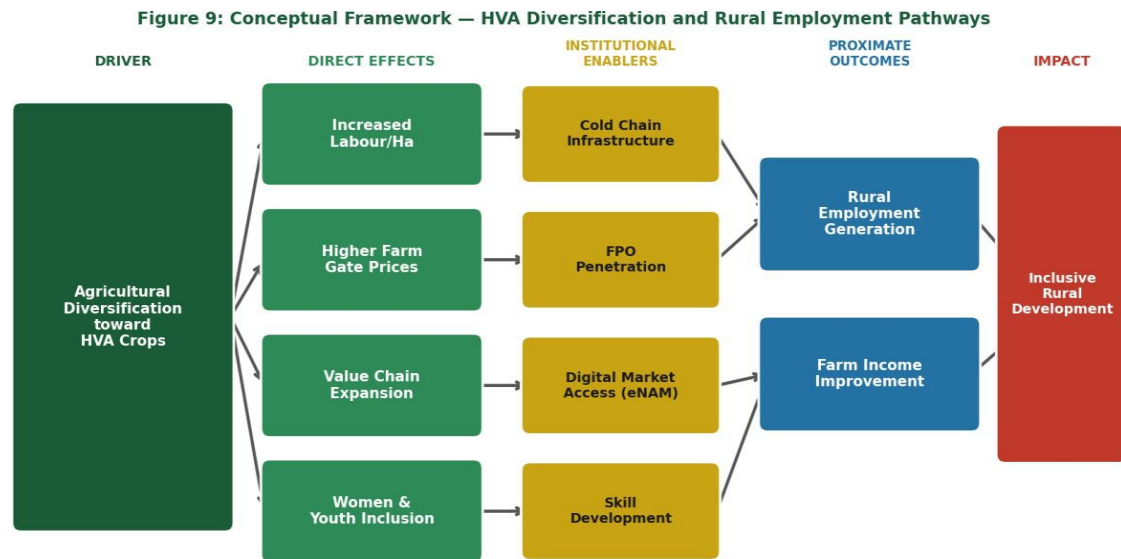 Figure 9: Conceptual Framework — HVA Diversification and Rural Employment Pathways
DRIVER
DIRECT EFFECTS
INSTITUTIONAL
ENABLERS
PROXIMATE
OUTCOMES
IMPACT
Agricultural
Diversification
toward
HVA Crops
Increased
Labour/Ha
Higher Farm
Gate Prices
Value Chain
Expansion
Women &
Youth Inclusion
Cold Chain
Infrastructure
FPO
Penetration
Digital Market
Access (eNAM)
Skill
Development
Rural
Employment
Generation
Farm Income
Improvement
Inclusive
Rural
Development